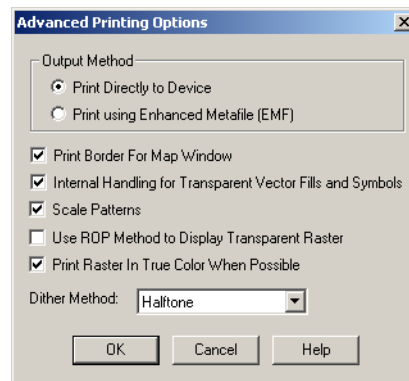 Advanced Printing Options
Output Method
Print Directly to Device
Print using Enhanced Metafile (EMF)
Print Border For Map Window
Internal Handling for Transparent Vector Fills and Symbols
Scale Patterns
Use ROP Method to Display Transparent Raster
Print Raster In True Color When Possible
Dither Method: Halftone
OK Cancel Help